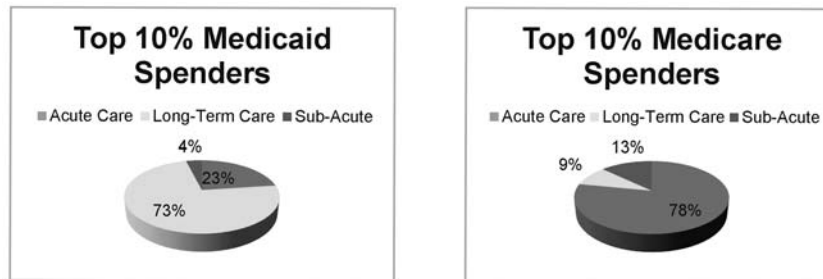 Top 10% Medicaid
Spenders
Acute Care Long-Term Care Sub-Acute
4%
23%
73%
Top 10% Medicare
Spenders
Acute Care Long-Term Care Sub-Acute
13%
9%
78%